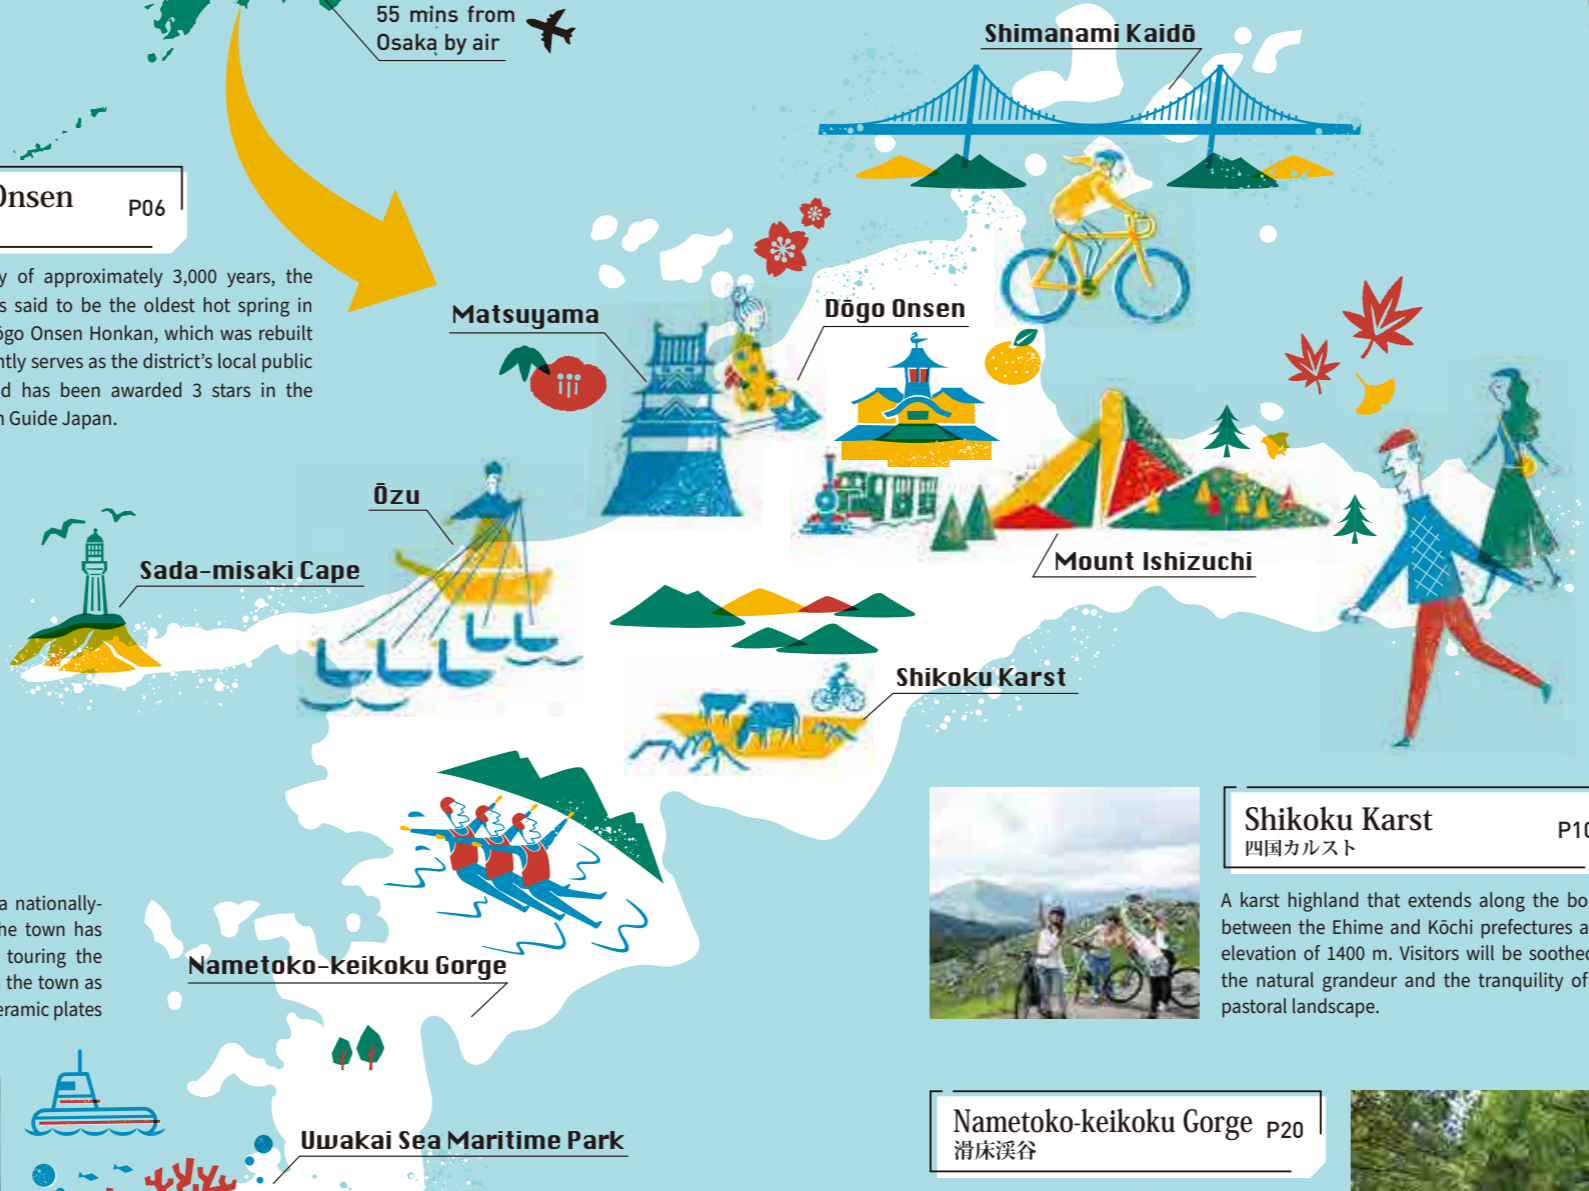 55 mins from
Osaka by air
Shimanami Kaidō
Onsen
P06
of approximately 3,000 years, the
said to be the oldest hot spring in
Onsen Honkan, which was rebuilt
serves as the district's local public
has been awarded 3 stars in the
Guide Japan.
Matsuyama
Dōgo Onsen
Ōzu
Sada-misaki Cape
Mount Ishizuchi
Shikoku Karst
Shikoku Karst
P10
四国カルスト
A karst highland that extends along the
between the Ehime and Kōchi prefectures
elevation of 1400 m. Visitors will be soothed
the natural grandeur and the tranquility of
pastoral landscape.
a nationally-
town has
touring the
the town as
plates
Nametoko-keikoku Gorge
Nametoko-keikoku Gorge P20
滑床渓谷
Uwakai Sea Maritime Park